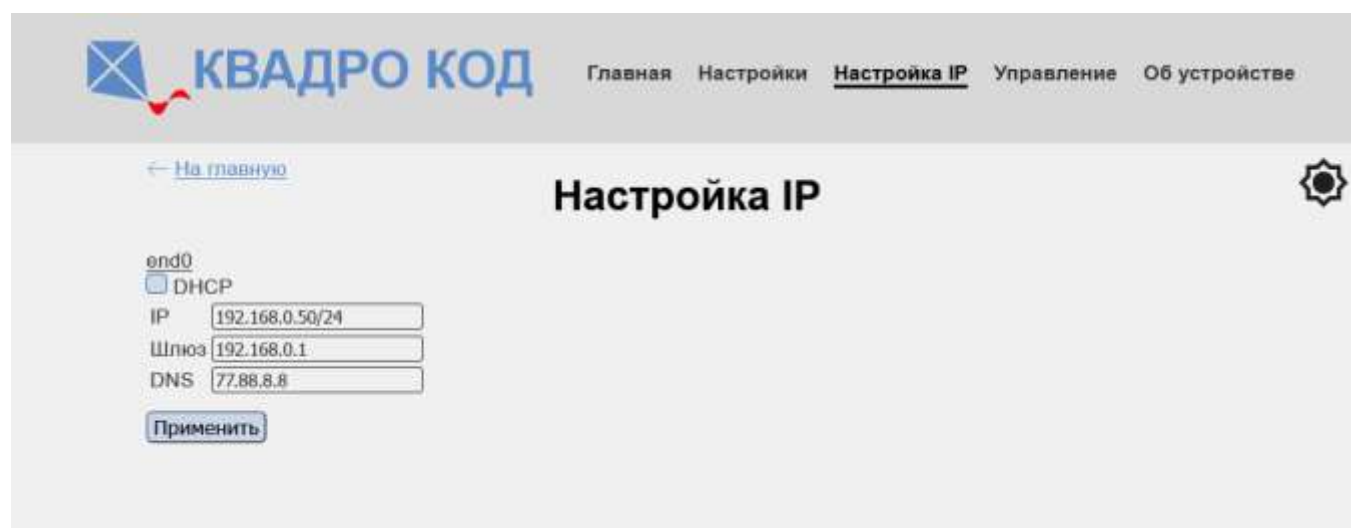 КВАДРО КОД
Главная Настройки Настройка IP Управление Об устройстве
← На главную
Настройка IP
end0
DHCP
IP 192.168.0.50/24
Шлюз 192.168.0.1
DNS 77.88.8.8
Применить